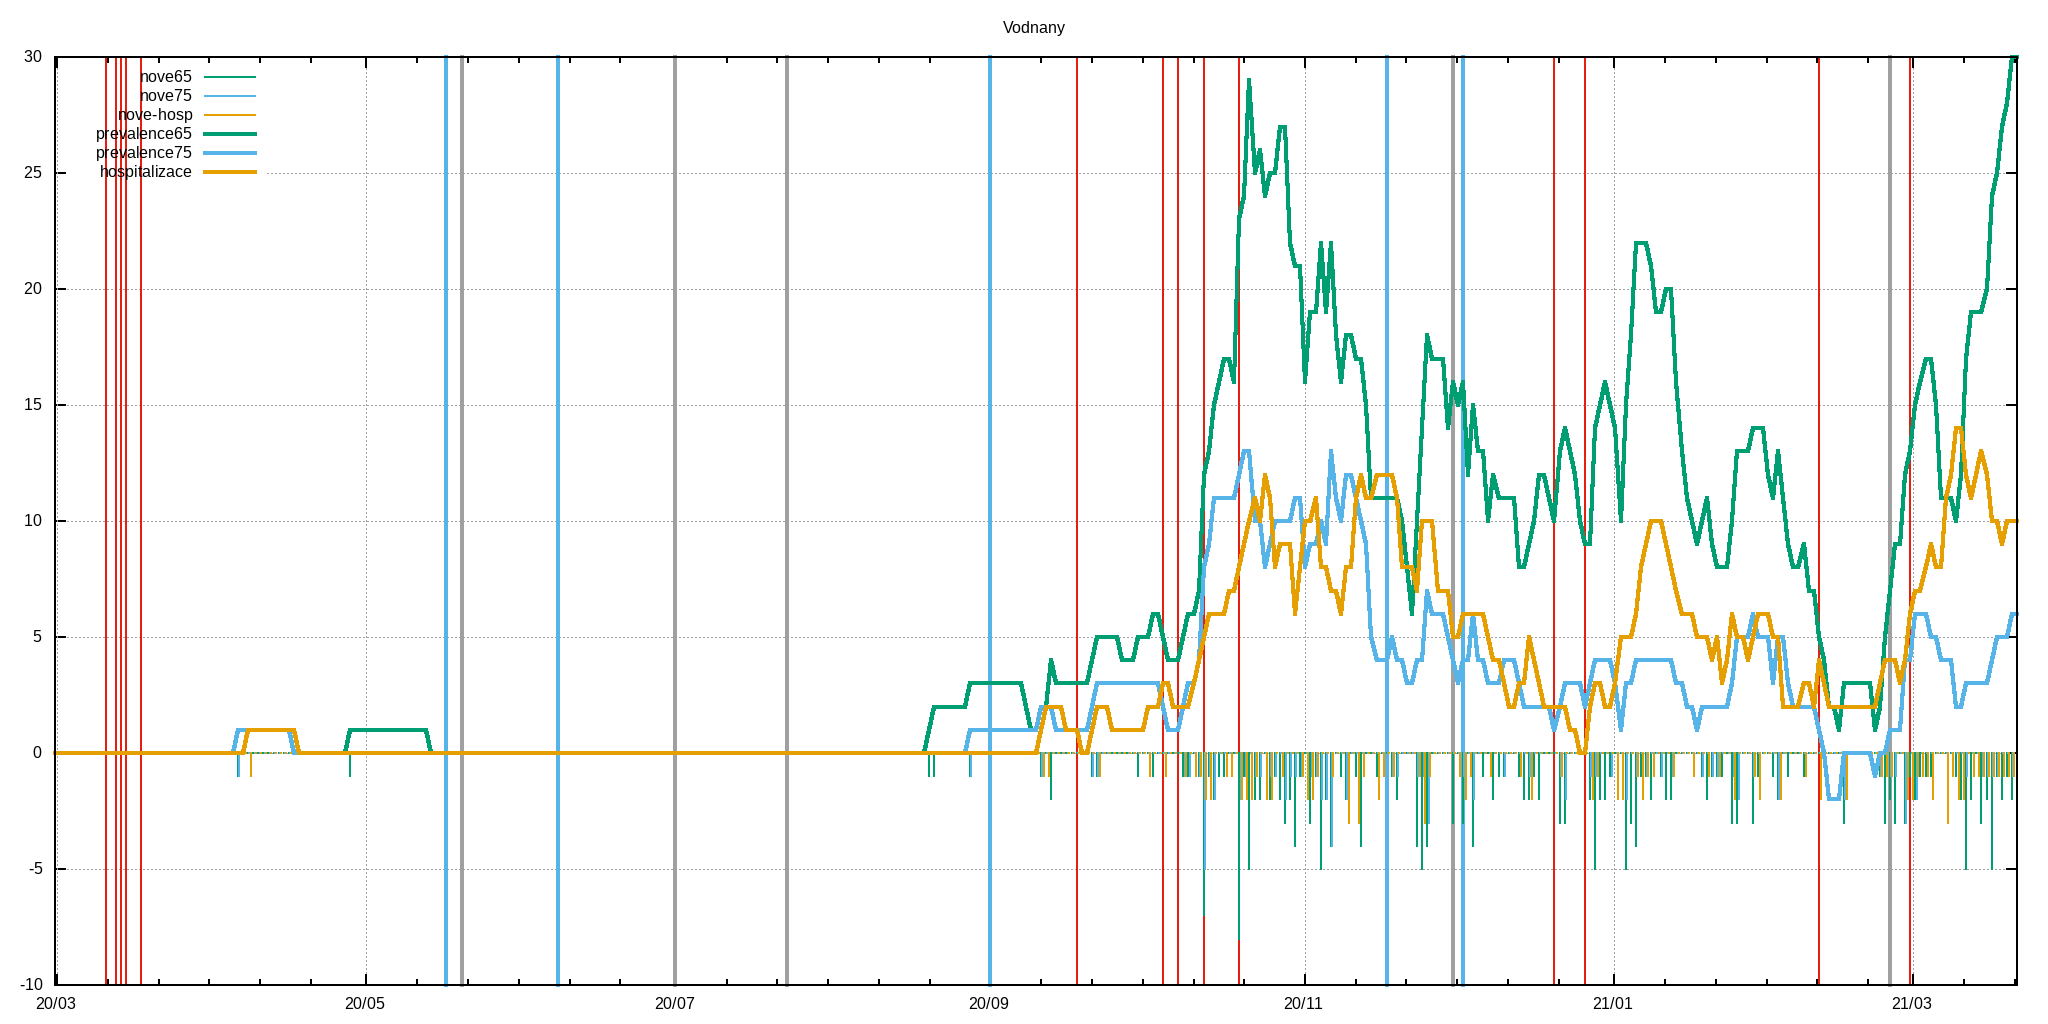 Vodnany
30
nove65
nove75
nove-hosp
prevalence65
prevalence75
hospitalizace
25
20
15
10
5
0
-5
-10
20/03 20/05 20/07 20/09 20/11 21/01 21/03